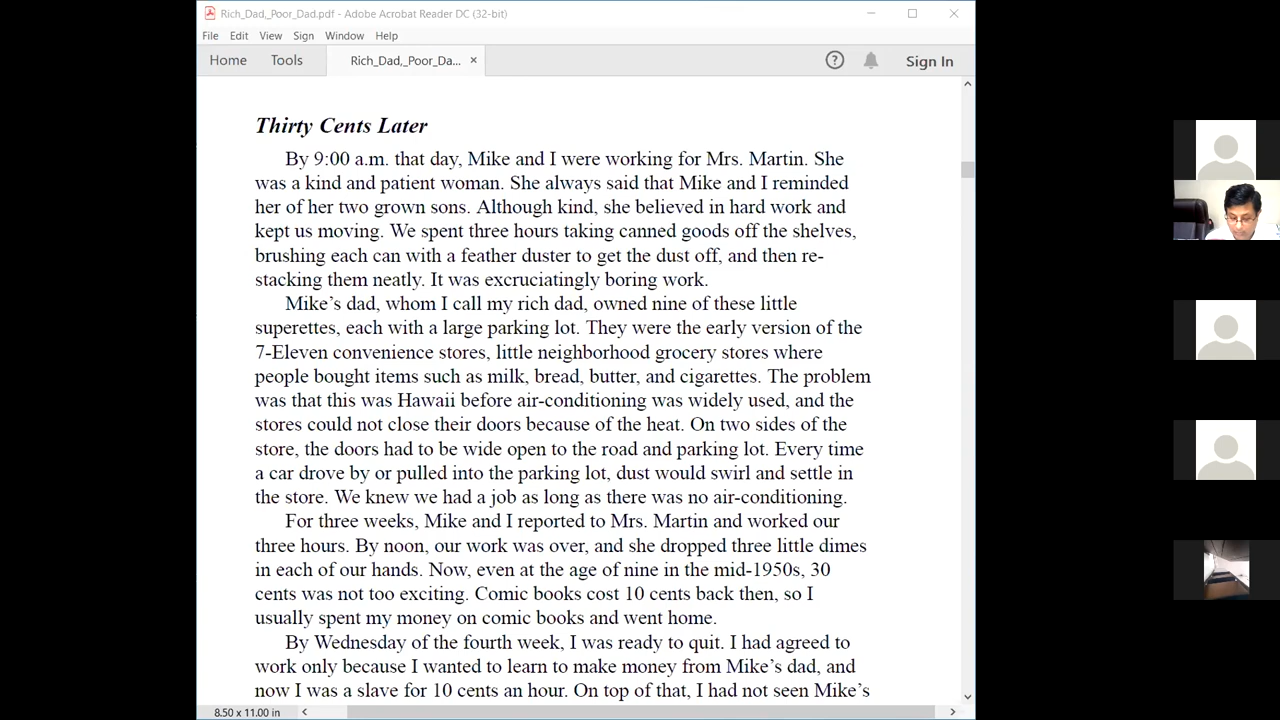 Rich_Dad,_Poor_Dad.pdf - Adobe Acrobat Reader DC (32-bit)
File Edit View Sign Window Help
Home Tools Rich_Dad,_Poor_Da... × Sign In
Thirty Cents Later
By 9:00 a.m. that day, Mike and I were working for Mrs. Martin. She
was a kind and patient woman. She always said that Mike and I reminded
her of her two grown sons. Although kind, she believed in hard work and
kept us moving. We spent three hours taking canned goods off the shelves,
brushing each can with a feather duster to get the dust off, and then re-
stacking them neatly. It was excruciatingly boring work.
Mike’s dad, whom I call my rich dad, owned nine of these little
superettes, each with a large parking lot. They were the early version of the
7-Eleven convenience stores, little neighborhood grocery stores where
people bought items such as milk, bread, butter, and cigarettes. The problem
was that this was Hawaii before air-conditioning was widely used, and the
stores could not close their doors because of the heat. On two sides of the
store, the doors had to be wide open to the road and parking lot. Every time
a car drove by or pulled into the parking lot, dust would swirl and settle in
the store. We knew we had a job as long as there was no air-conditioning.
For three weeks, Mike and I reported to Mrs. Martin and worked our
three hours. By noon, our work was over, and she dropped three little dimes
in each of our hands. Now, even at the age of nine in the mid-1950s, 30
cents was not too exciting. Comic books cost 10 cents back then, so I
usually spent my money on comic books and went home.
By Wednesday of the fourth week, I was ready to quit. I had agreed to
work only because I wanted to learn to make money from Mike’s dad, and
now I was a slave for 10 cents an hour. On top of that, I had not seen Mike’s
8.50 x 11.00 in